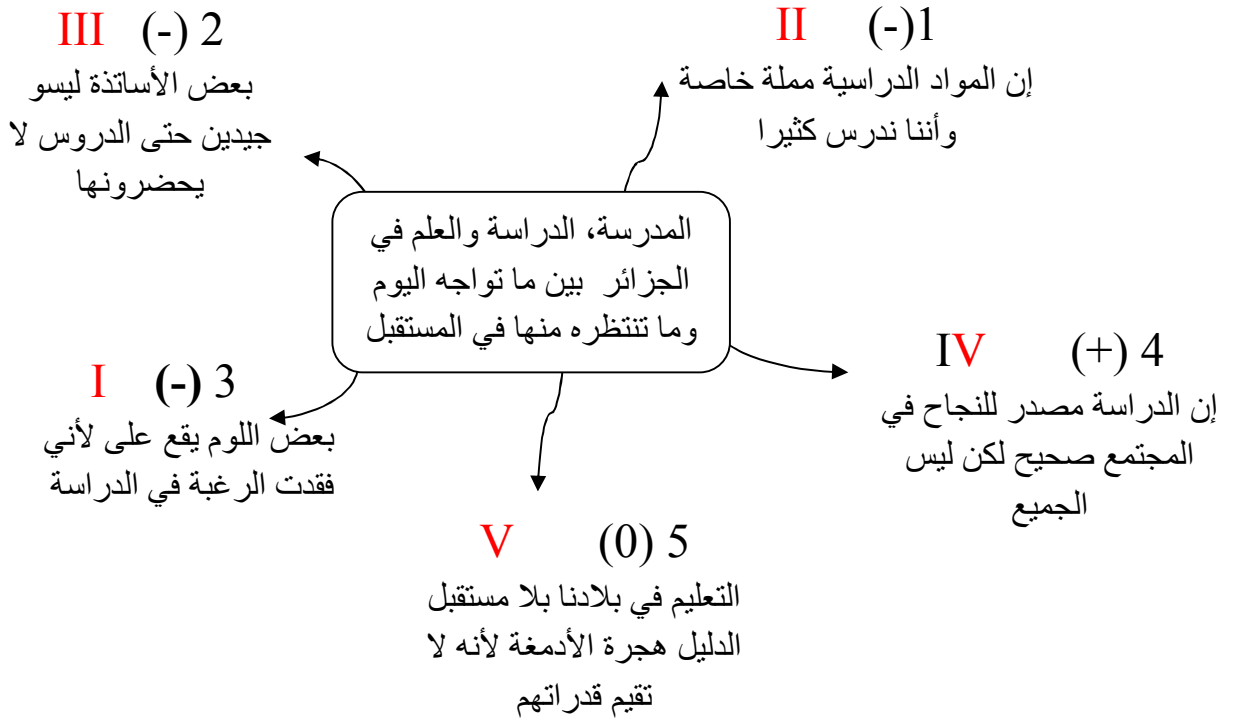 II (-)1
إن المواد الدراسية مملة خاصة
وأننا ندرس كثيرا
III (-) 2
بعض الأساتذة ليسو
جيدين حتى الدروس لا
يحضرونها
المدرسة، الدراسة والعلم في
الجزائر بين ما تواجه اليوم
وما تنتظره منها في المستقبل
I (-) 3
بعض اللوم يقع على لأني
فقدت الرغبة في الدراسة
IV (+) 4
إن الدراسة مصدر للنجاح في
المجتمع صحيح لكن ليس
الجميع
V (0) 5
التعليم في بلادنا بلا مستقبل
الدليل هجرة الأدمغة لأنه لا
تقيم قدراتهم